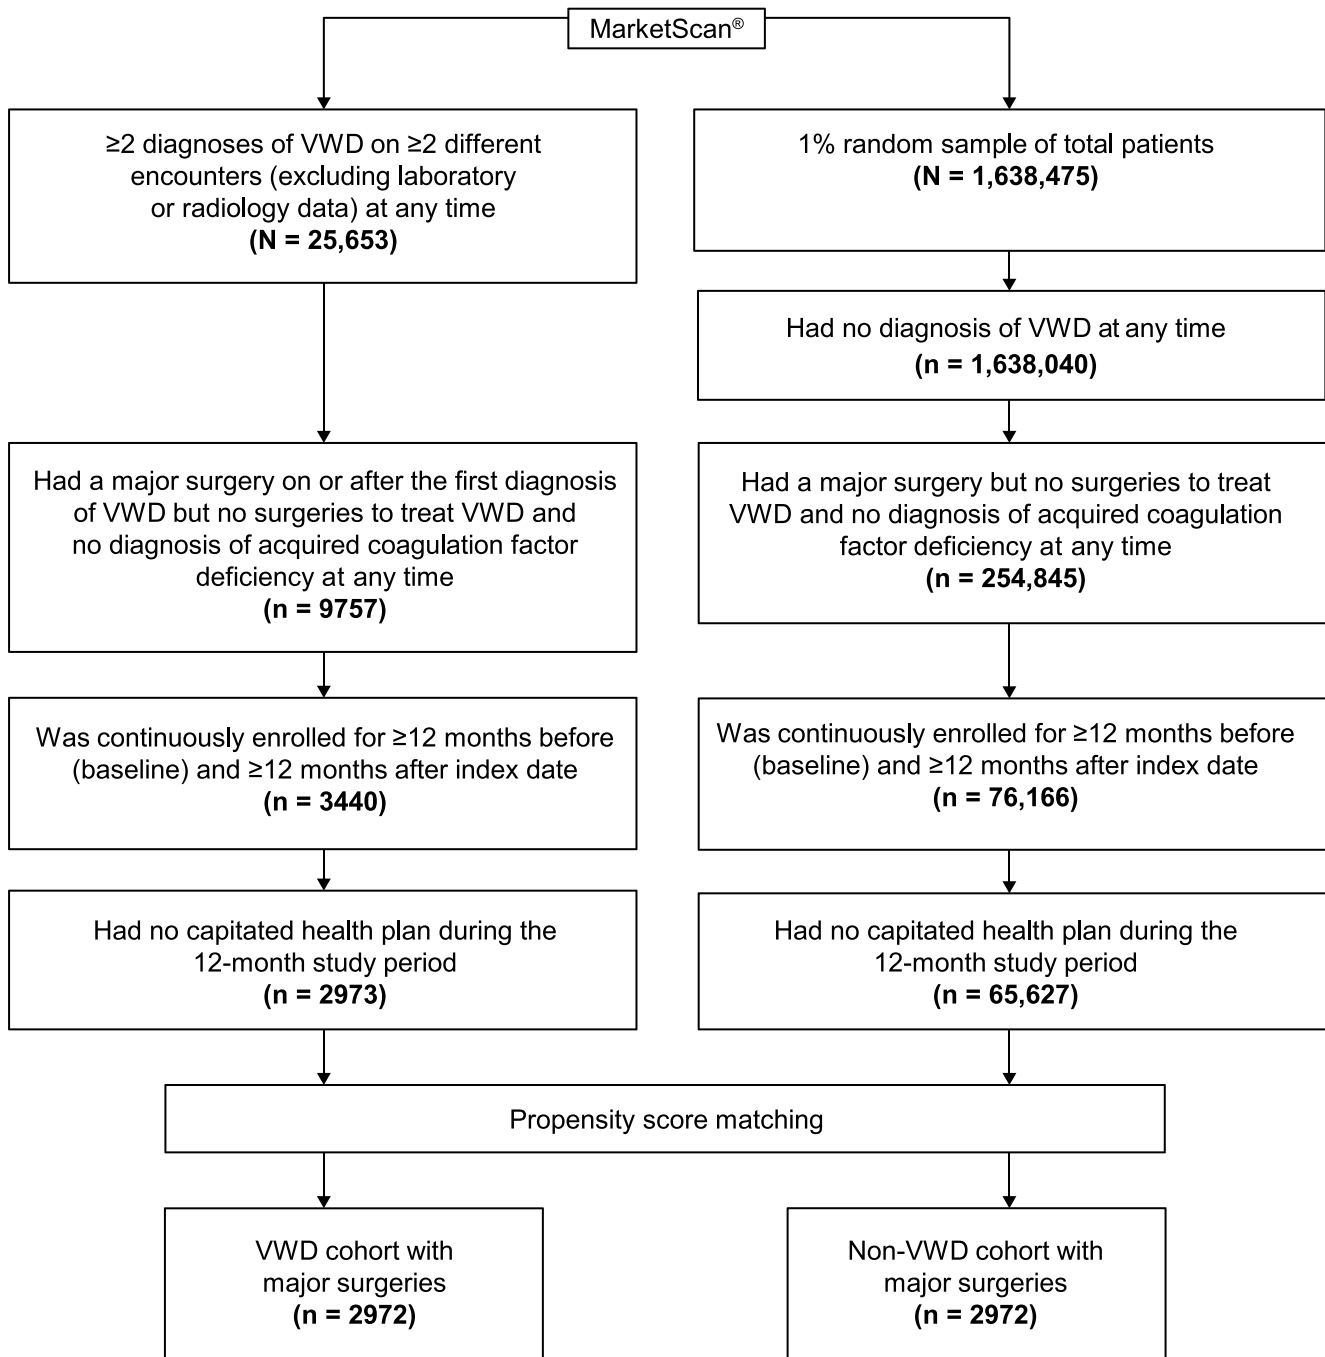 MarketScan®
≥2 diagnoses of VWD on ≥2 different
encounters (excluding laboratory
or radiology data) at any time
(N = 25,653)
1% random sample of total patients
(N = 1,638,475)
Had no diagnosis of VWD at any time
(n = 1,638,040)
Had a major surgery on or after the first diagnosis
of VWD but no surgeries to treat VWD and
no diagnosis of acquired coagulation factor
deficiency at any time
(n = 9757)
Had a major surgery but no surgeries to treat
VWD and no diagnosis of acquired coagulation
factor deficiency at any time
(n = 254,845)
Was continuously enrolled for ≥12 months before
(baseline) and ≥12 months after index date
(n = 3440)
Was continuously enrolled for ≥12 months before
(baseline) and ≥12 months after index date
(n = 76,166)
Had no capitated health plan during the
12-month study period
(n = 2973)
Had no capitated health plan during the
12-month study period
(n = 65,627)
Propensity score matching
VWD cohort with
major surgeries
(n = 2972)
Non-VWD cohort with
major surgeries
(n = 2972)